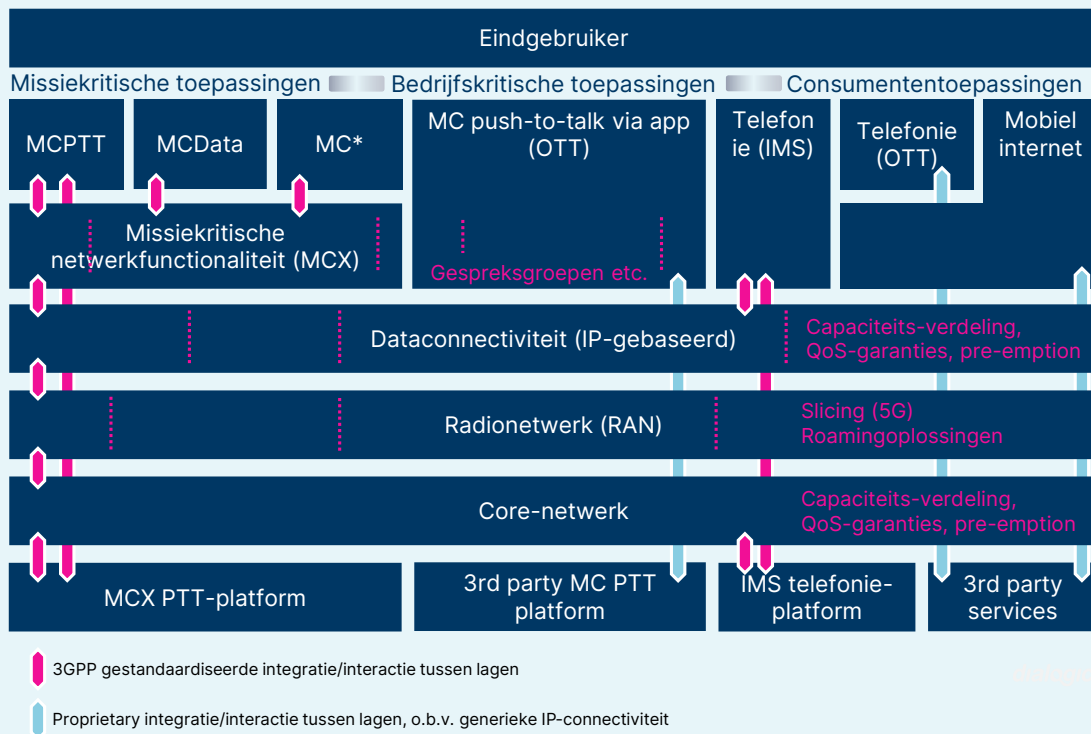 Eindgebruiker
Missiekritische toepassingen
Bedrijfskritische toepassingen
Consumententoepassingen
MCPTT
MCData
MC*
MC push-to-talk via app
(OTT)
Telefon
ie (IMS)
Telefonie
(OTT)
Mobiel
internet
Missiekritische
netwerkfunctionaliteit (MCX)
Gespreksgroepen etc.
Dataconnectiviteit (IP-gebaseerd)
Capaciteits-verdeling,
QoS-garanties, pre-emption
Radionetwerk (RAN)
Slicing (5G)
Roamingoplossingen
Core-netwerk
Capaciteits-verdeling,
QoS-garanties, pre-emption
MCX PTT-platform
3rd party MC PTT
platform
IMS telefonie-
platform
3rd party
services
3GPP gestandaardiseerde integratie/interactie tussen lagen
Proprietary integratie/interactie tussen lagen, o.b.v. generieke IP-connectiviteit